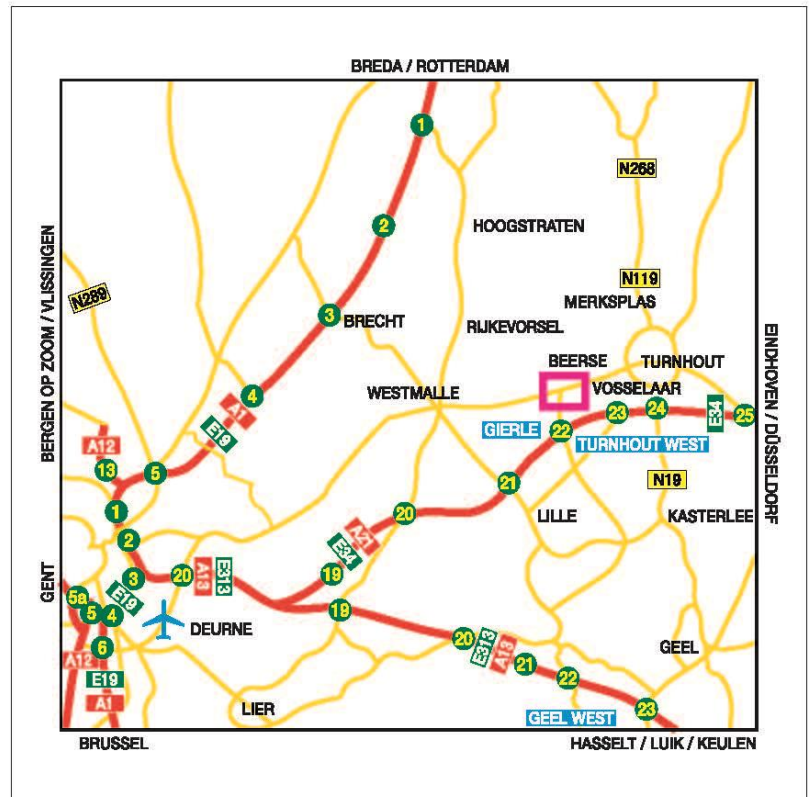 BREDA / ROTTERDAM
1
N268
2
HOOGSTRATEN
BERGEN OP ZOOM / VLISSINGEN
N289
N119
MERKSPLAS
3
BRECHT
RIJKEVORSEL
EINDHOVEN / DÜSSELDORF
BEERSE
TURNHOUT
4
A1
E19
WESTMALLE
VOSSELAAR
23
24
E34
25
GIERLE
22
TURNHOUT WEST
A12
13
5
21
N19
1
20
LILLE
KASTERLEE
2
A21
E34
GENT
3
20
A13
E313
19
E19
5a
5
4
19
DEURNE
20
E313
A13
21
22
GEEL
6
A12
E19
A1
LIER
GEEL WEST
23
BRUSSEL
HASSELT / LUIK / KEULEN